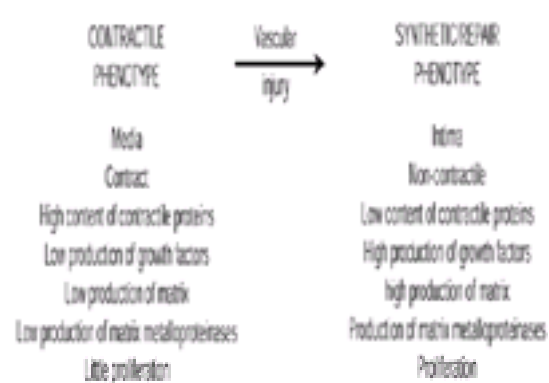 CONTRACTILE
PHENOTYPE
Vascular
injury
SYNTHETIC/REPAIR
PHENOTYPE
Media
Contract
High content of contractile proteins
Low production of growth factors
Low production of matrix
Low production of matrix metalloproteinases
Little proliferation
Intima
Non-contractile
Low content of contractile proteins
High production of growth factors
high production of matrix
Production of matrix metalloproteinases
Proliferation